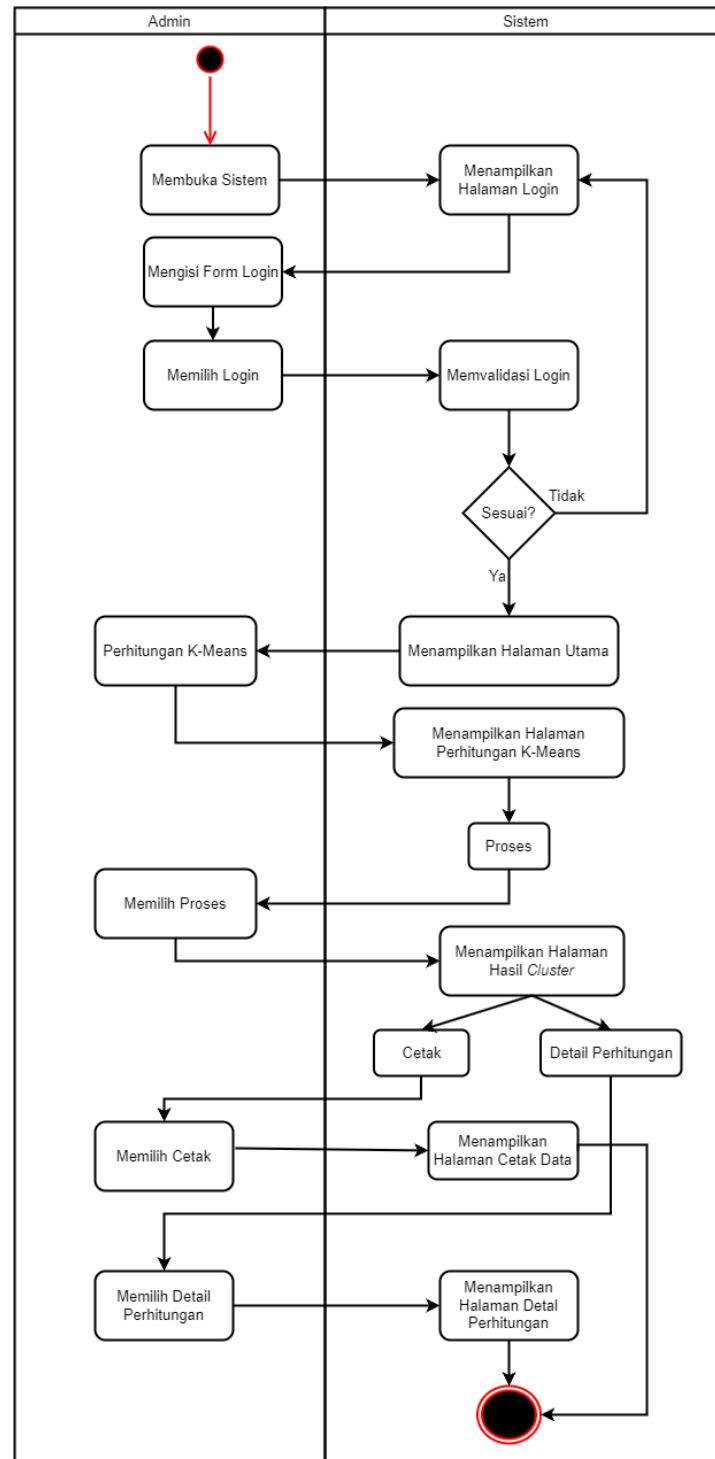 Admin
Sistem
Membuka Sistem
Menampilkan
Halaman Login
Mengisi Form Login
Memilih Login
Memvalidasi Login
Sesuai?
Tidak
Ya
Perhitungan K-Means
Menampilkan Halaman Utama
Menampilkan Halaman
Perhitungan K-Means
Proses
Memilih Proses
Menampilkan Halaman
Hasil Cluster
Cetak
Detail Perhitungan
Memilih Cetak
Menampilkan
Halaman Cetak Data
Memilih Detail
Perhitungan
Menampilkan
Halaman Detal
Perhitungan